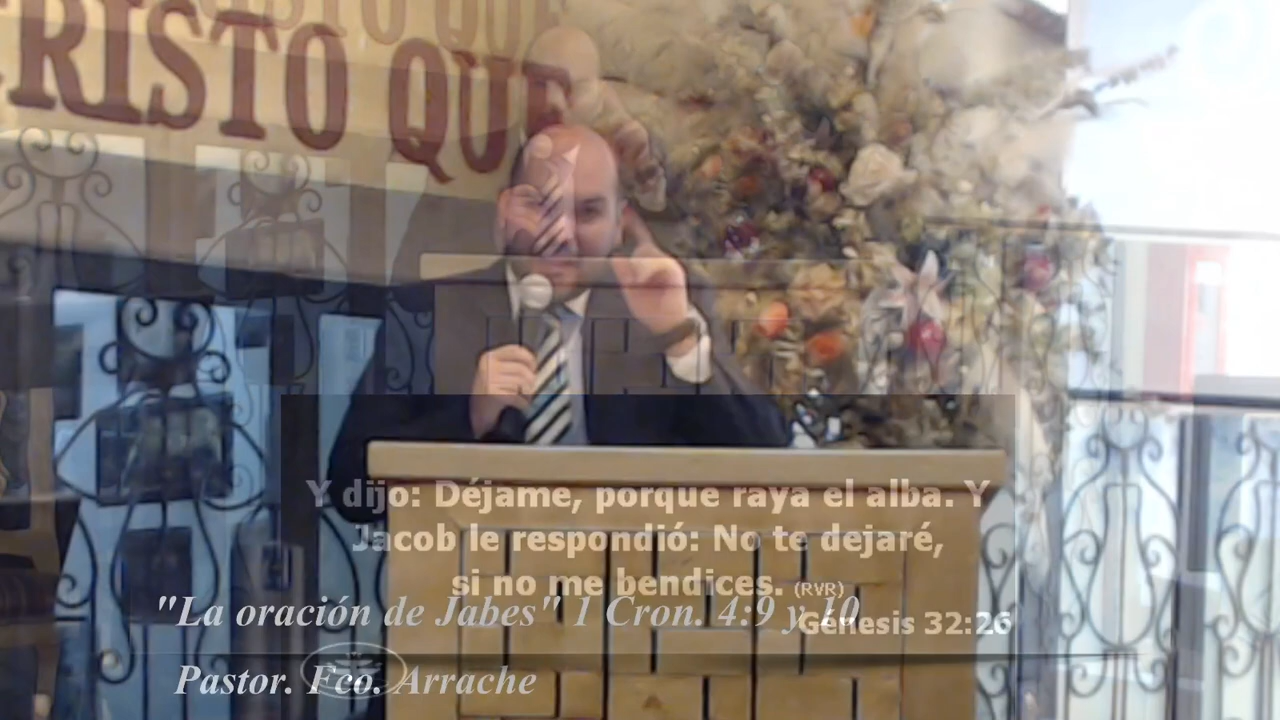 RISTO QUE
Y dijo: Déjame, porque raya el alba. Y
Jacob le respondió: No te dejaré,
si no me bendices. (RVR)
Génesis 32:26
"La oración de Jabes" 1 Cron. 4:9 y 10
Pastor. Fco. Arrache